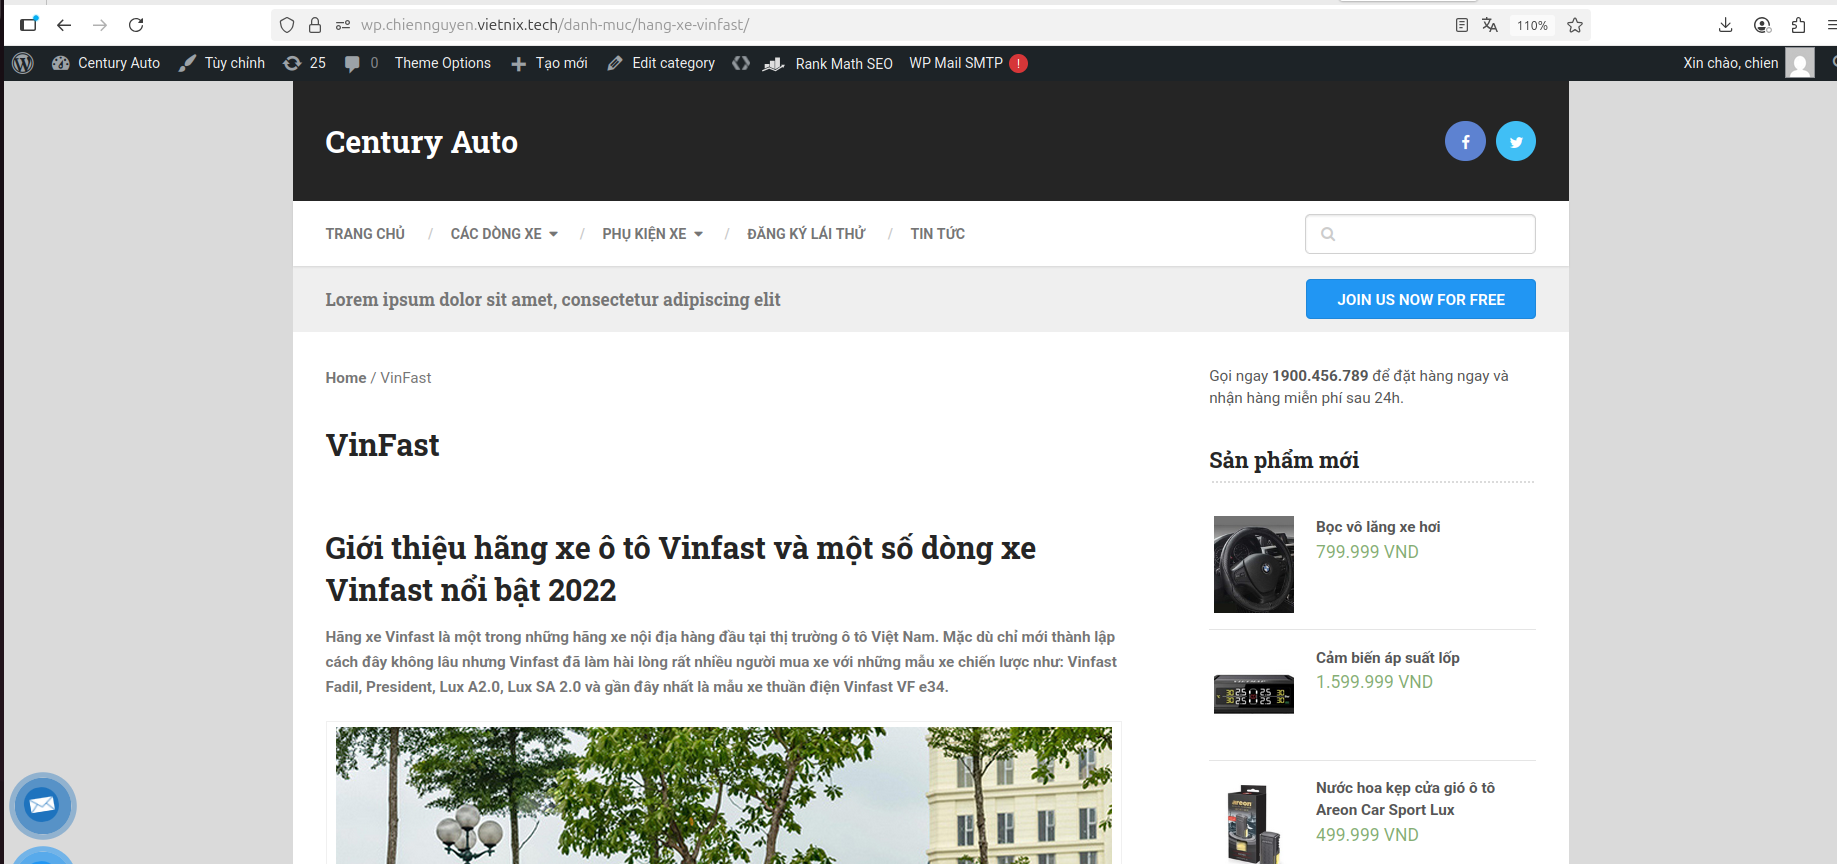 wp.chiennguyen.vietnix.tech/danh-muc/hang-xe-vinfast/
110%
Century Auto
Tùy chỉnh
25
0
Theme Options
Tạo mới
Edit category
Rank Math SEO
WP Mail SMTP
!
Xin chào, chien
Century Auto
TRANG CHỦ / CÁC DÒNG XE / PHỤ KIỆN XE / ĐĂNG KÝ LÁI THỬ / TIN TỨC
Lorem ipsum dolor sit amet, consectetur adipiscing elit
JOIN US NOW FOR FREE
Home / VinFast
VinFast
Giới thiệu hãng xe ô tô Vinfast và một số dòng xe
Vinfast nổi bật 2022
Hãng xe Vinfast là một trong những hãng xe nội địa hàng đầu tại thị trường ô tô Việt Nam. Mặc dù chỉ mới thành lập
cách đây không lâu nhưng Vinfast đã làm hài lòng rất nhiều người mua xe với những mẫu xe chiến lược như: Vinfast
Fadil, President, Lux A2.0, Lux SA 2.0 và gần đây nhất là mẫu xe thuần điện Vinfast VF e34.
Gọi ngay 1900.456.789 để đặt hàng ngay và
nhận hàng miễn phí sau 24h.
Sản phẩm mới
Bọc vô lăng xe hơi
799.999 VND
Cảm biến áp suất lốp
1.599.999 VND
Nước hoa kẹp cửa gió ô tô
Areon Car Sport Lux
499.999 VND
areon